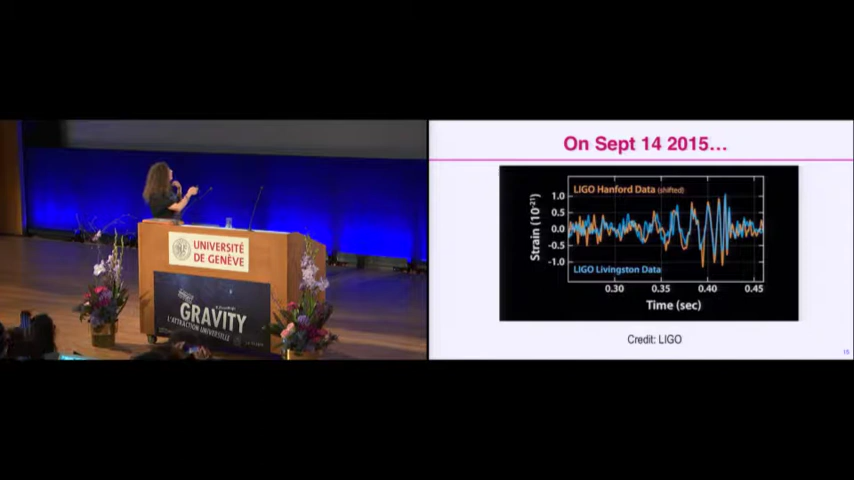 UNIVERSITÉ
DE GENÈVE
GRAVITY
L'ATTRACTION UNIVERSELLE
On Sept 14 2015...
LIGO Hanford Data (shifted)
LIGO Livingston Data
Strain (10⁻²¹)
1.0
0.5
0.0
-0.5
-1.0
0.30 0.35 0.40 0.45
Time (sec)
Credit: LIGO
15